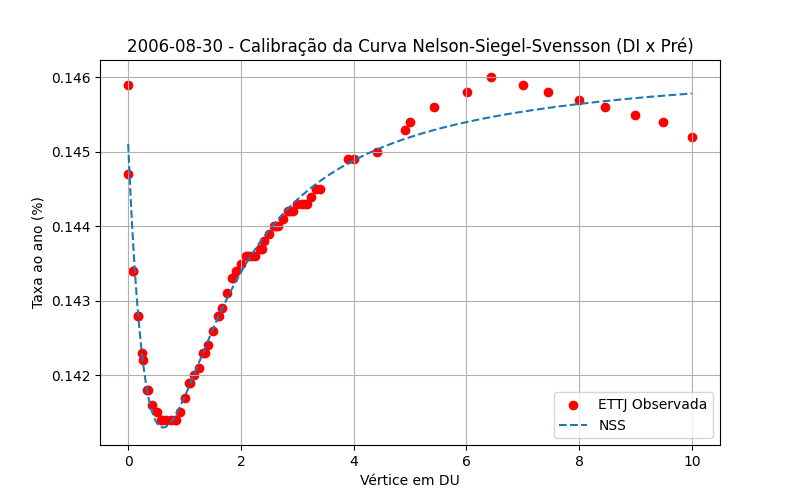 2006-08-30 - Calibração da Curva Nelson-Siegel-Svensson (DI x Pré)
0.146
0.145
0.144
0.143
0.142
Taxa ao ano (%)
ETTJ Observada
NSS
0
2
4
6
8
10
Vértice em DU